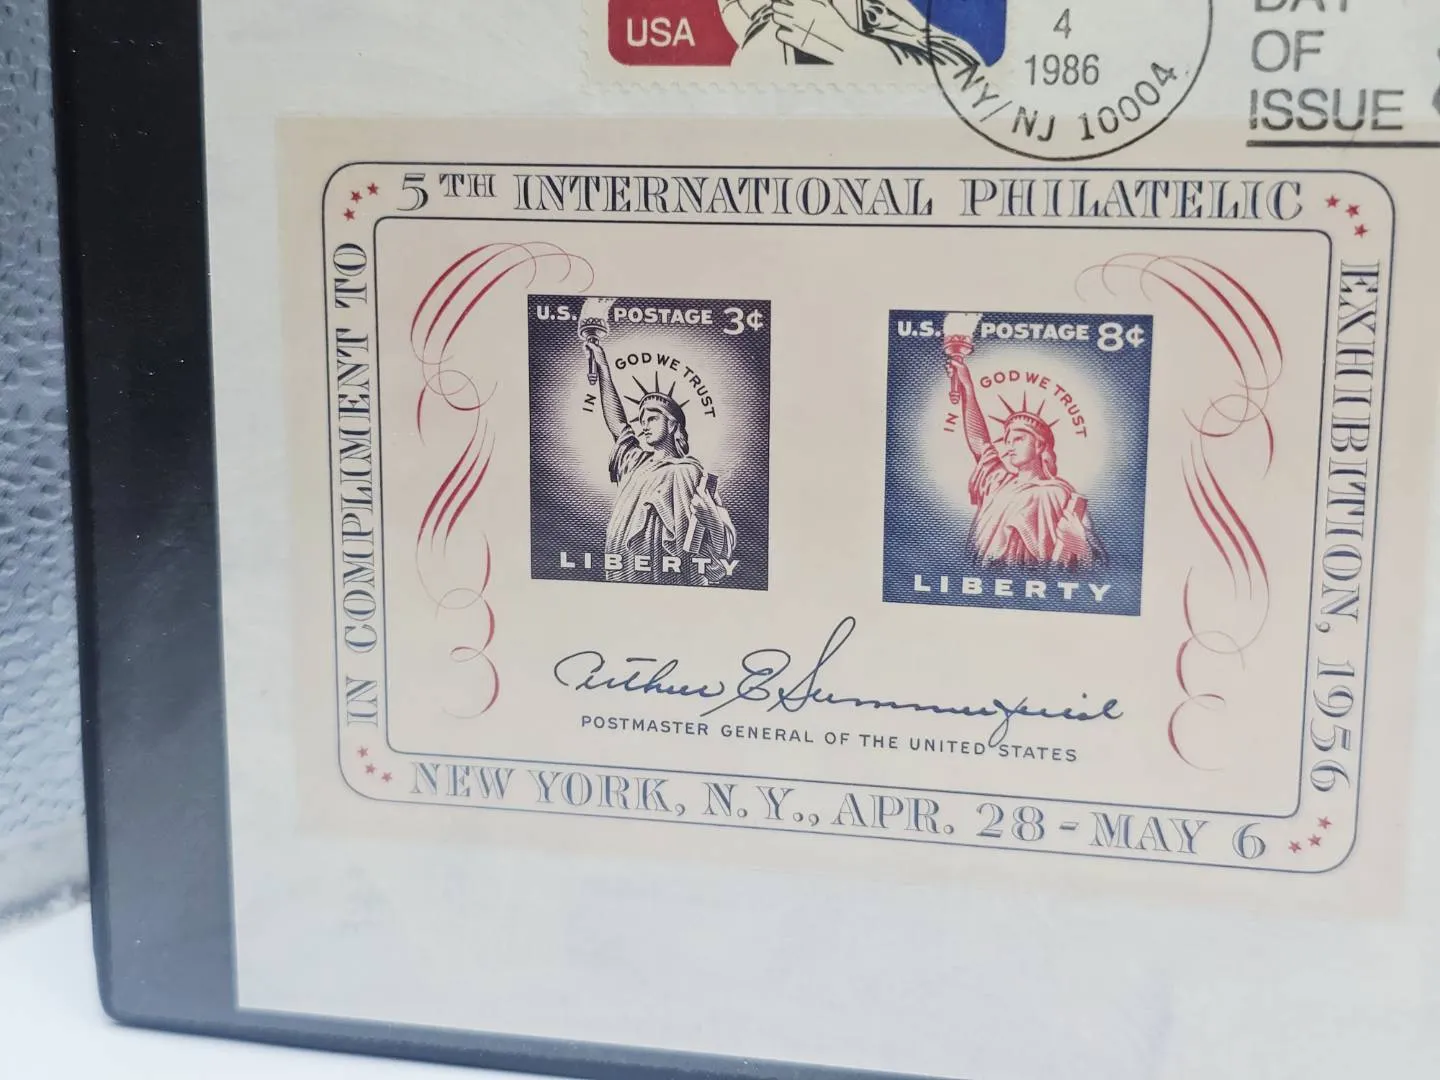 USA
4
1986
NY/NJ 10004
OF
ISSUE
5TH INTERNATIONAL PHILATELIC
EXHIBITION, 1956
IN COMPLIMENT TO
U.S. POSTAGE 3¢
IN GOD WE TRUST
LIBERTY
U.S. POSTAGE 8¢
IN GOD WE TRUST
LIBERTY
Arthur E Summerfield
POSTMASTER GENERAL OF THE UNITED STATES
NEW YORK, N.Y., APR. 28 - MAY 6